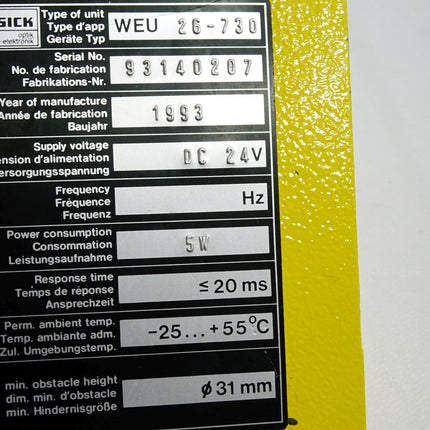 SICK
optik
elektronik
Type of unit
Type d'app
Geräte Typ
WEU 26-730
Serial No.
No. de fabrication
Fabrikations-Nr.
93140207
Year of manufacture
Année de fabrication
Baujahr
1993
Supply voltage
ension d'alimentation
ersorgungsspannung
DC 24V
Frequency
Fréquence
Frequenz
Hz
Power consumption
Consommation
Leistungsaufnahme
5W
Response time
Temps de réponse
Ansprechzeit
≤ 20 ms
Perm. ambient temp.
Temp. ambiante adm.
Zul. Umgebungstemp.
-25...+55°C
min. obstacle height
dim. min. d'obstacle
min. Hindernisgröße
ø 31 mm